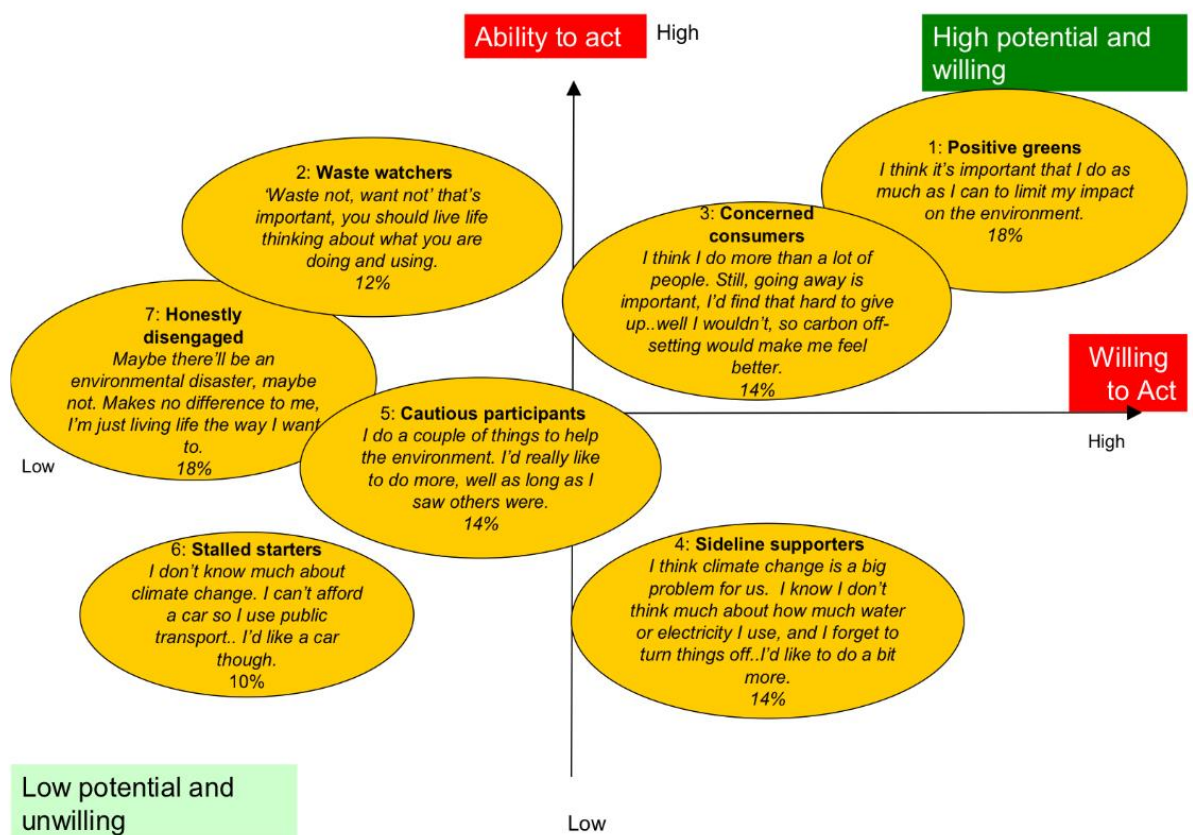 Ability to act
High
High potential and
willing
1: Positive greens
I think it's important that I do as
much as I can to limit my impact
on the environment.
18%
2: Waste watchers
‘Waste not, want not’ that's
important, you should live life
thinking about what you are
doing and using.
12%
3: Concerned
consumers
I think I do more than a lot of
people. Still, going away is
important, I'd find that hard to give
up..well I wouldn't, so carbon off-
setting would make me feel
better.
14%
7: Honestly
disengaged
Maybe there'll be an
environmental disaster, maybe
not. Makes no difference to me,
I'm just living life the way I want
to.
18%
Willing
to Act
High
Low
5: Cautious participants
I do a couple of things to help
the environment. I'd really like
to do more, well as long as I
saw others were.
14%
6: Stalled starters
I don't know much about
climate change. I can't afford
a car so I use public
transport.. I'd like a car
though.
10%
4: Sideline supporters
I think climate change is a big
problem for us. I know I don't
think much about how much water
or electricity I use, and I forget to
turn things off..I'd like to do a bit
more.
14%
Low potential and
unwilling
Low